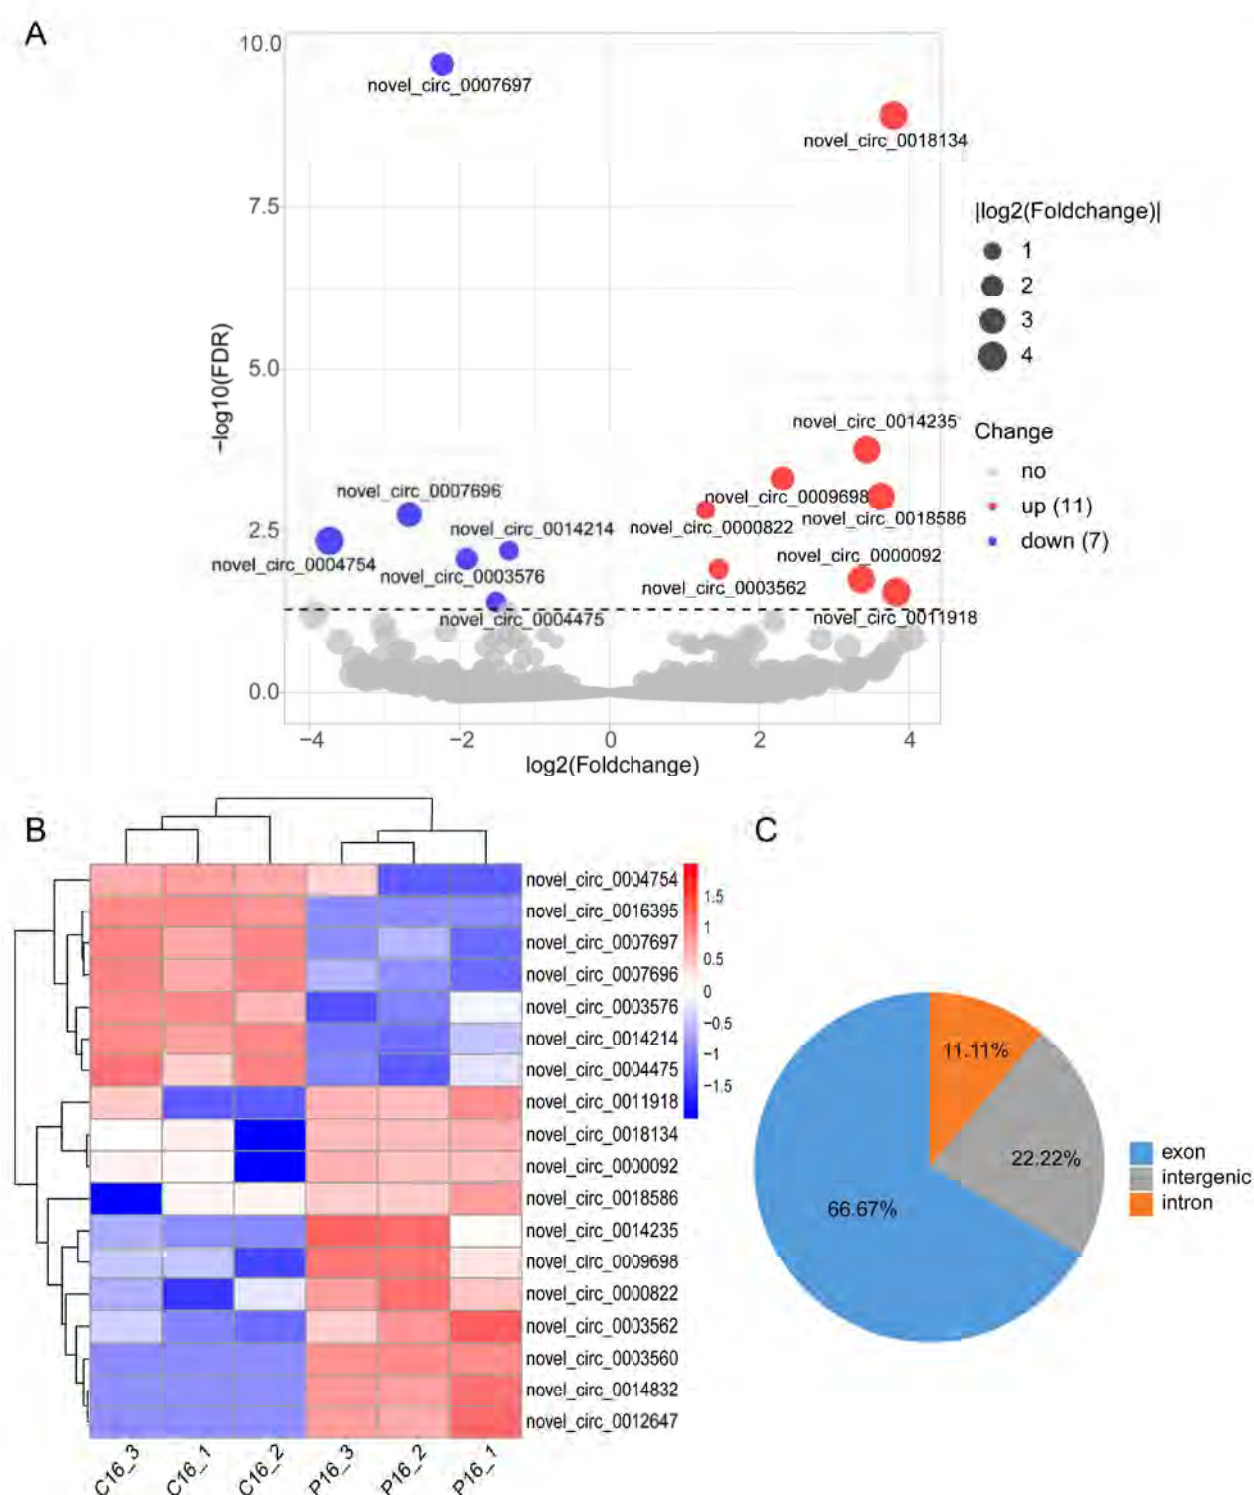 A
10.0
novel_circ_0007697
novel_circ_0018134
7.5
|log2(Foldchange)|
1
2
3
4
−log10(FDR)
5.0
novel_circ_0014235
Change
no
up (11)
down (7)
novel_circ_0007696
novel_circ_0009698
novel_circ_0018586
novel_circ_0014214
novel_circ_0000822
2.5
novel_circ_0004754
novel_circ_0003576
novel_circ_0000092
novel_circ_0003562
novel_circ_0004475
novel_circ_0011918
0.0
−4
−2
0
2
4
log2(Foldchange)
B
novel_circ_0004754
novel_circ_0016395
novel_circ_0007697
novel_circ_0007696
novel_circ_0003576
novel_circ_0014214
novel_circ_0004475
novel_circ_0011918
novel_circ_0018134
novel_circ_0000092
novel_circ_0018586
novel_circ_0014235
novel_circ_0009698
novel_circ_0000822
novel_circ_0003562
novel_circ_0003560
novel_circ_0014832
novel_circ_0012647
1.5
1
0.5
0
−0.5
−1
−1.5
C16_3
C16_1
C16_2
P16_3
P16_2
P16_1
C
11.11%
22.22%
66.67%
exon
intergenic
intron